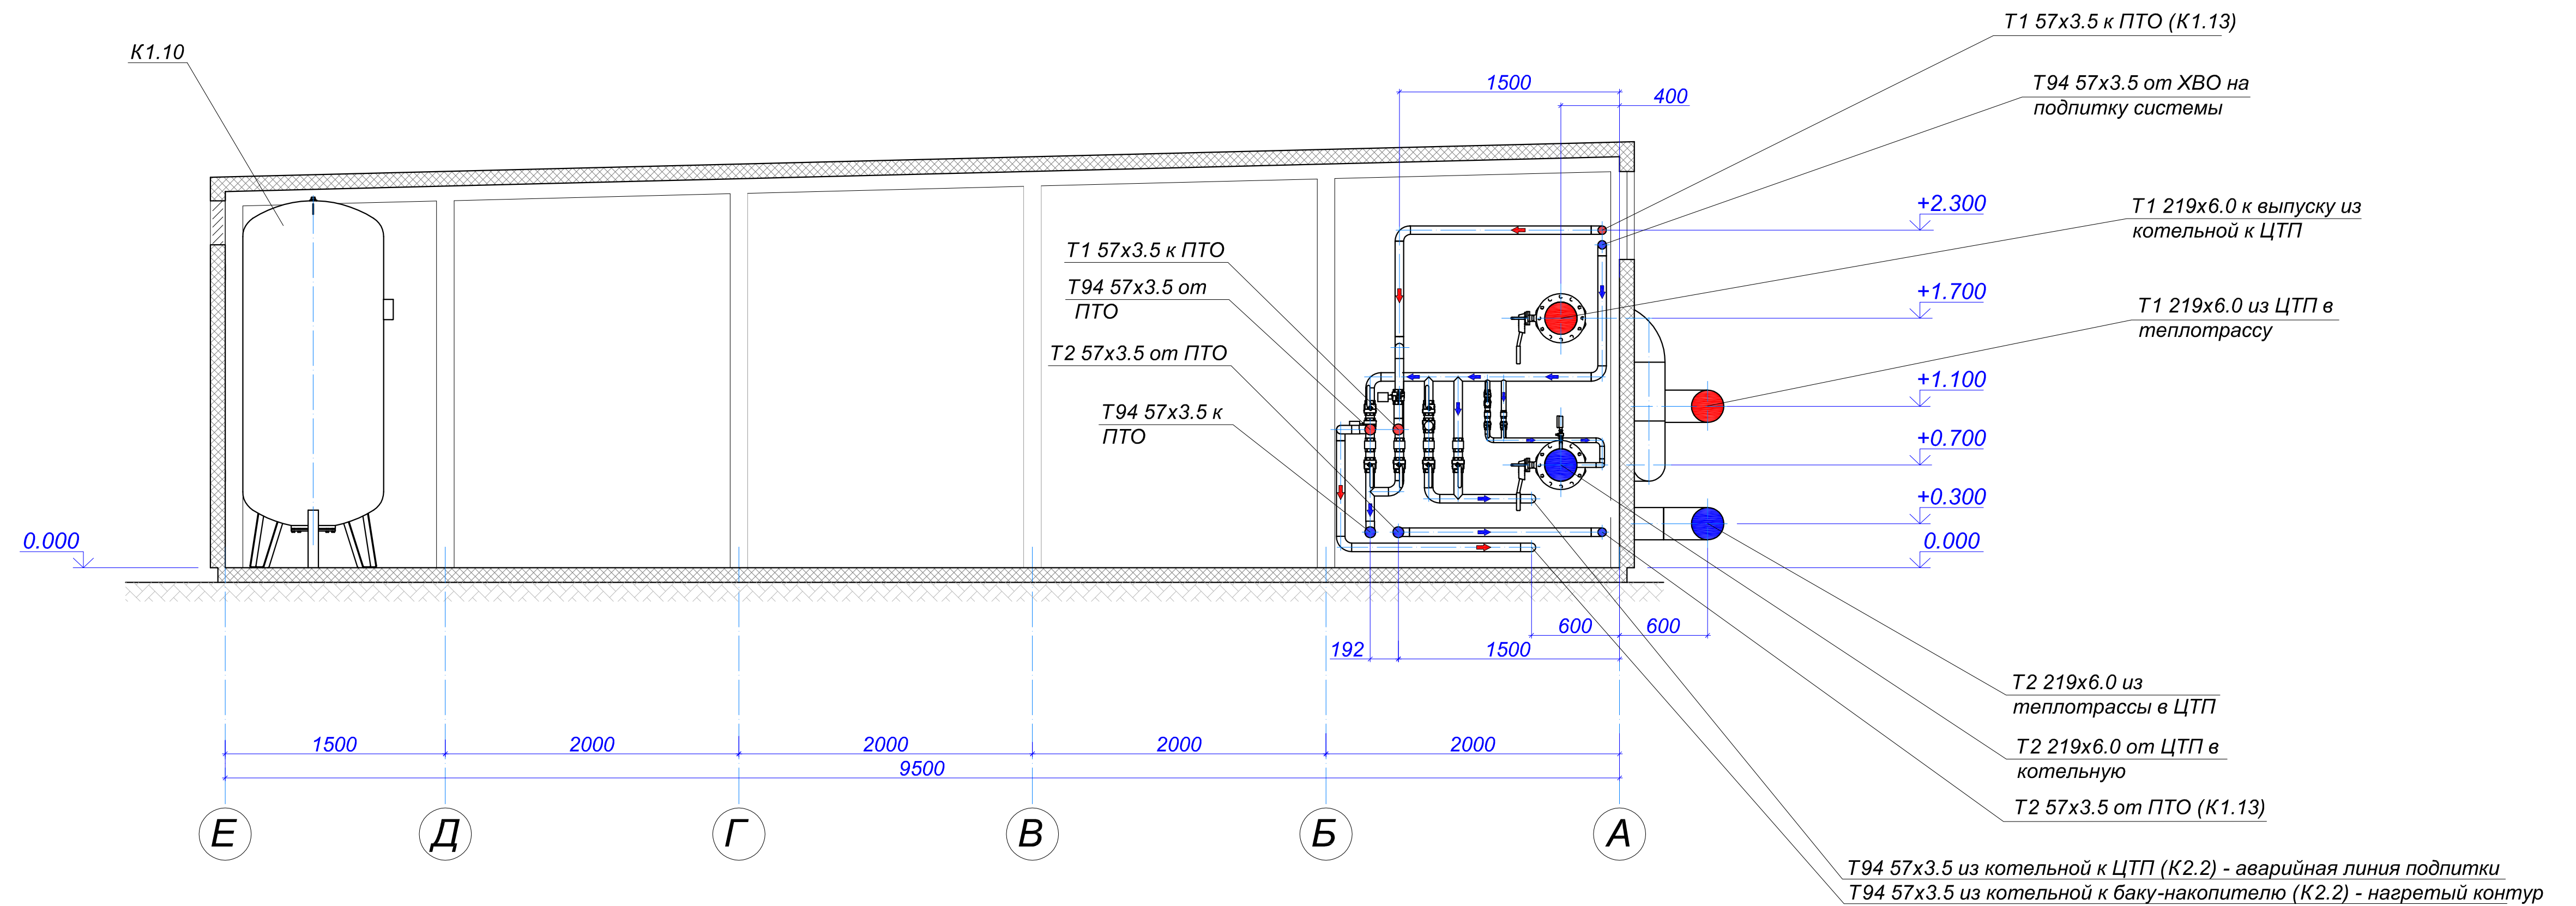 Т1 57х3.5 к ПТО (К1.13)
К1.10
1500
Т94 57х3.5 от ХВО на
подпитку системы
400
+2.300
Т1 219х6.0 к выпуску из
котельной к ЦТП
Т1 57х3.5 к ПТО
Т94 57х3.5 от
ПТО
+1.700
Т1 219х6.0 из ЦТП в
теплотрассу
Т2 57х3.5 от ПТО
+1.100
Т94 57х3.5 к
ПТО
+0.700
+0.300
0.000
0.000
600
600
192
1500
Т2 219х6.0 из
теплотрассы в ЦТП
1500
2000
2000
2000
2000
Т2 219х6.0 от ЦТП в
котельную
9500
Т2 57х3.5 от ПТО (К1.13)
Е
Д
Г
В
Б
А
Т94 57х3.5 из котельной к ЦТП (К2.2) - аварийная линия подпитки
Т94 57х3.5 из котельной к баку-накопителю (К2.2) - нагретый контур